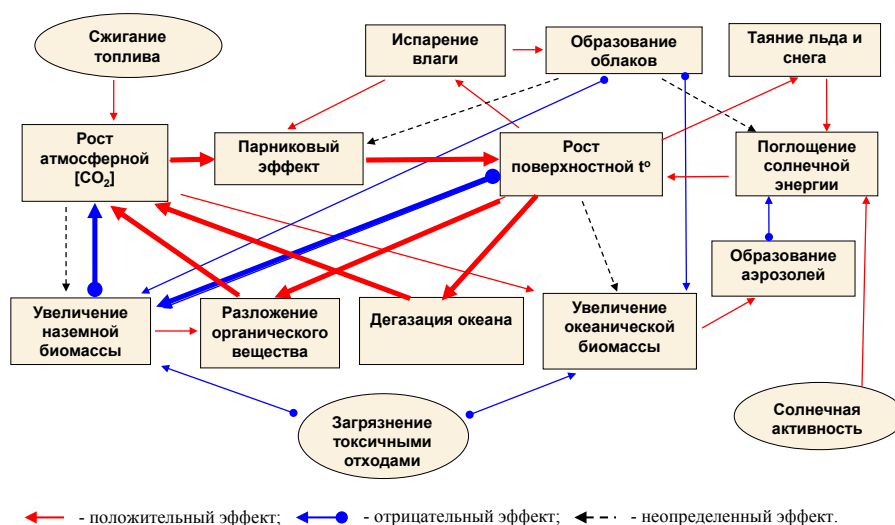 Сжигание
топлива
Испарение
влаги
Образование
облаков
Таяние льда и
снега
Рост
атмосферной
[CO₂]
Парниковый
эффект
Рост
поверхностной tº
Поглощение
солнечной
энергии
Образование
аэрозолей
Увеличение
наземной
биомассы
Разложение
органического
вещества
Дегазация океана
Увеличение
океанической
биомассы
Загрязнение
токсичными
отходами
Солнечная
активность
- положительный эффект;
- отрицательный эффект;
- неопределенный эффект.